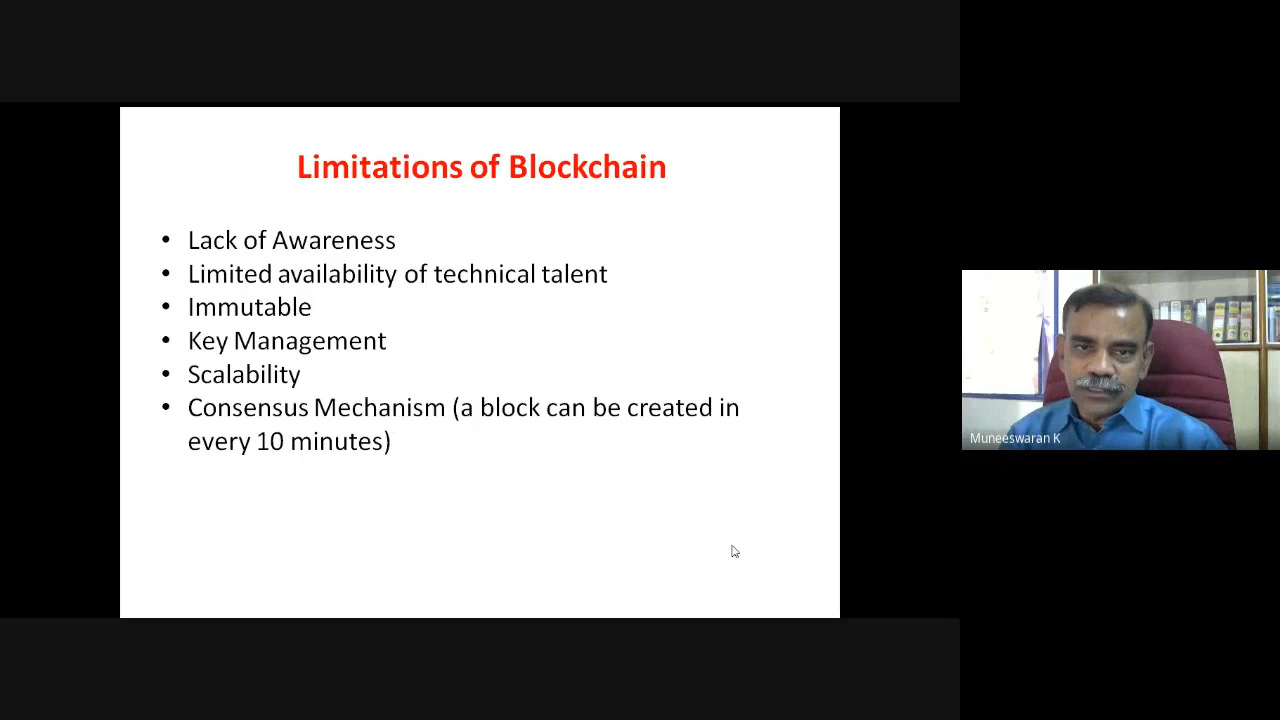 Limitations of Blockchain
• Lack of Awareness
• Limited availability of technical talent
• Immutable
• Key Management
• Scalability
• Consensus Mechanism (a block can be created in
every 10 minutes)
Muneeswaran K